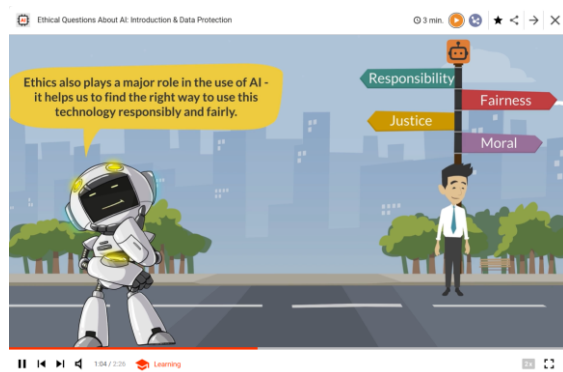 Ethical Questions About AI: Introduction & Data Protection
3 min.
Ethics also plays a major role in the use of AI -
it helps us to find the right way to use this
technology responsibly and fairly.
Responsibility
Fairness
Justice
Moral
1:04 / 2:26
Learning